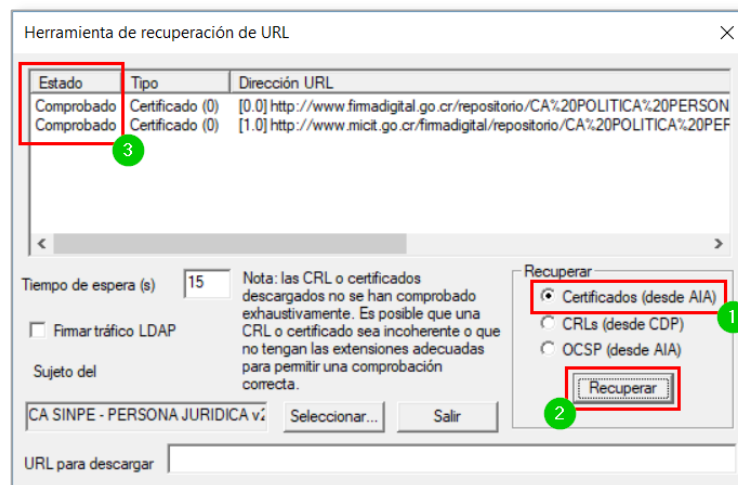 Herramienta de recuperación de URL
Estado Tipo Dirección URL
Comprobado Certificado (0) [0.0] http://www.firmadigital.go.cr/repositorio/CA%20POLITICA%20PERSON
Comprobado Certificado (0) [1.0] http://www.micit.go.cr/firmadigital/repositorio/CA%20POLITICA%20PEF
3
Tiempo de espera (s) 15
Firmar tráfico LDAP
Sujeto del
Nota: las CRL o certificados
descargados no se han comprobado
exhaustivamente. Es posible que una
CRL o certificado sea incoherente o que
no tengan las extensiones adecuadas
para permitir una comprobación
correcta.
Recuperar
Certificados (desde AIA)
1
CRLs (desde CDP)
OCSP (desde AIA)
Recuperar
2
CA SINPE - PERSONA JURIDICA v2 Seleccionar... Salir
URL para descargar